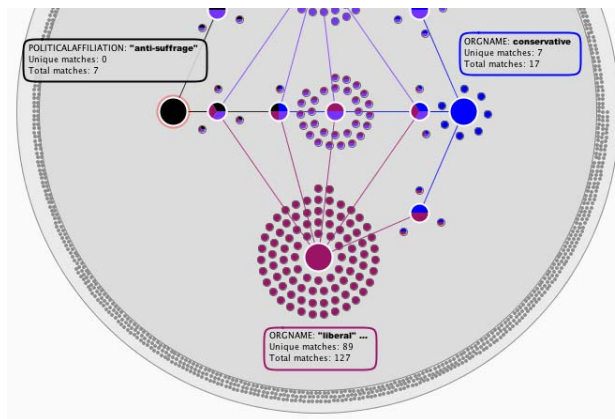 POLITICALAFFILIATION: "anti-suffrage"
Unique matches: 0
Total matches: 7
ORGNAME: conservative
Unique matches: 7
Total matches: 17
ORGNAME: "liberal" ...
Unique matches: 89
Total matches: 127